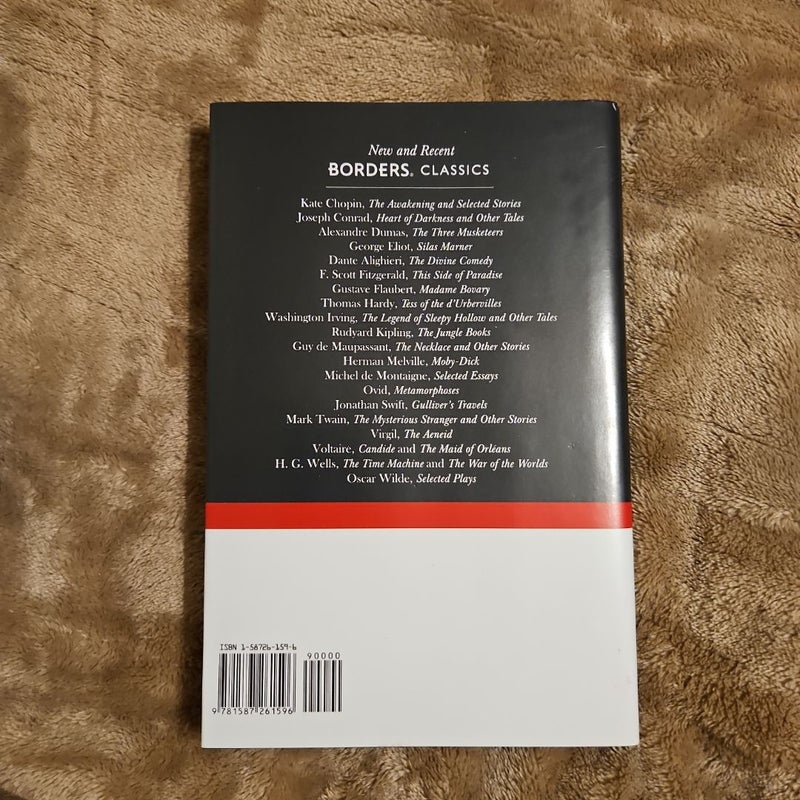 New and Recent
BORDERS® CLASSICS
Kate Chopin, The Awakening and Selected Stories
Joseph Conrad, Heart of Darkness and Other Tales
Alexandre Dumas, The Three Musketeers
George Eliot, Silas Marner
Dante Alighieri, The Divine Comedy
F. Scott Fitzgerald, This Side of Paradise
Gustave Flaubert, Madame Bovary
Thomas Hardy, Tess of the d'Urbervilles
Washington Irving, The Legend of Sleepy Hollow and Other Tales
Rudyard Kipling, The Jungle Books
Guy de Maupassant, The Necklace and Other Stories
Herman Melville, Moby-Dick
Michel de Montaigne, Selected Essays
Ovid, Metamorphoses
Jonathan Swift, Gulliver's Travels
Mark Twain, The Mysterious Stranger and Other Stories
Virgil, The Aeneid
Voltaire, Candide and The Maid of Orléans
H. G. Wells, The Time Machine and The War of the Worlds
Oscar Wilde, Selected Plays
ISBN 1-58726-159-6
90000
9 781587 261596